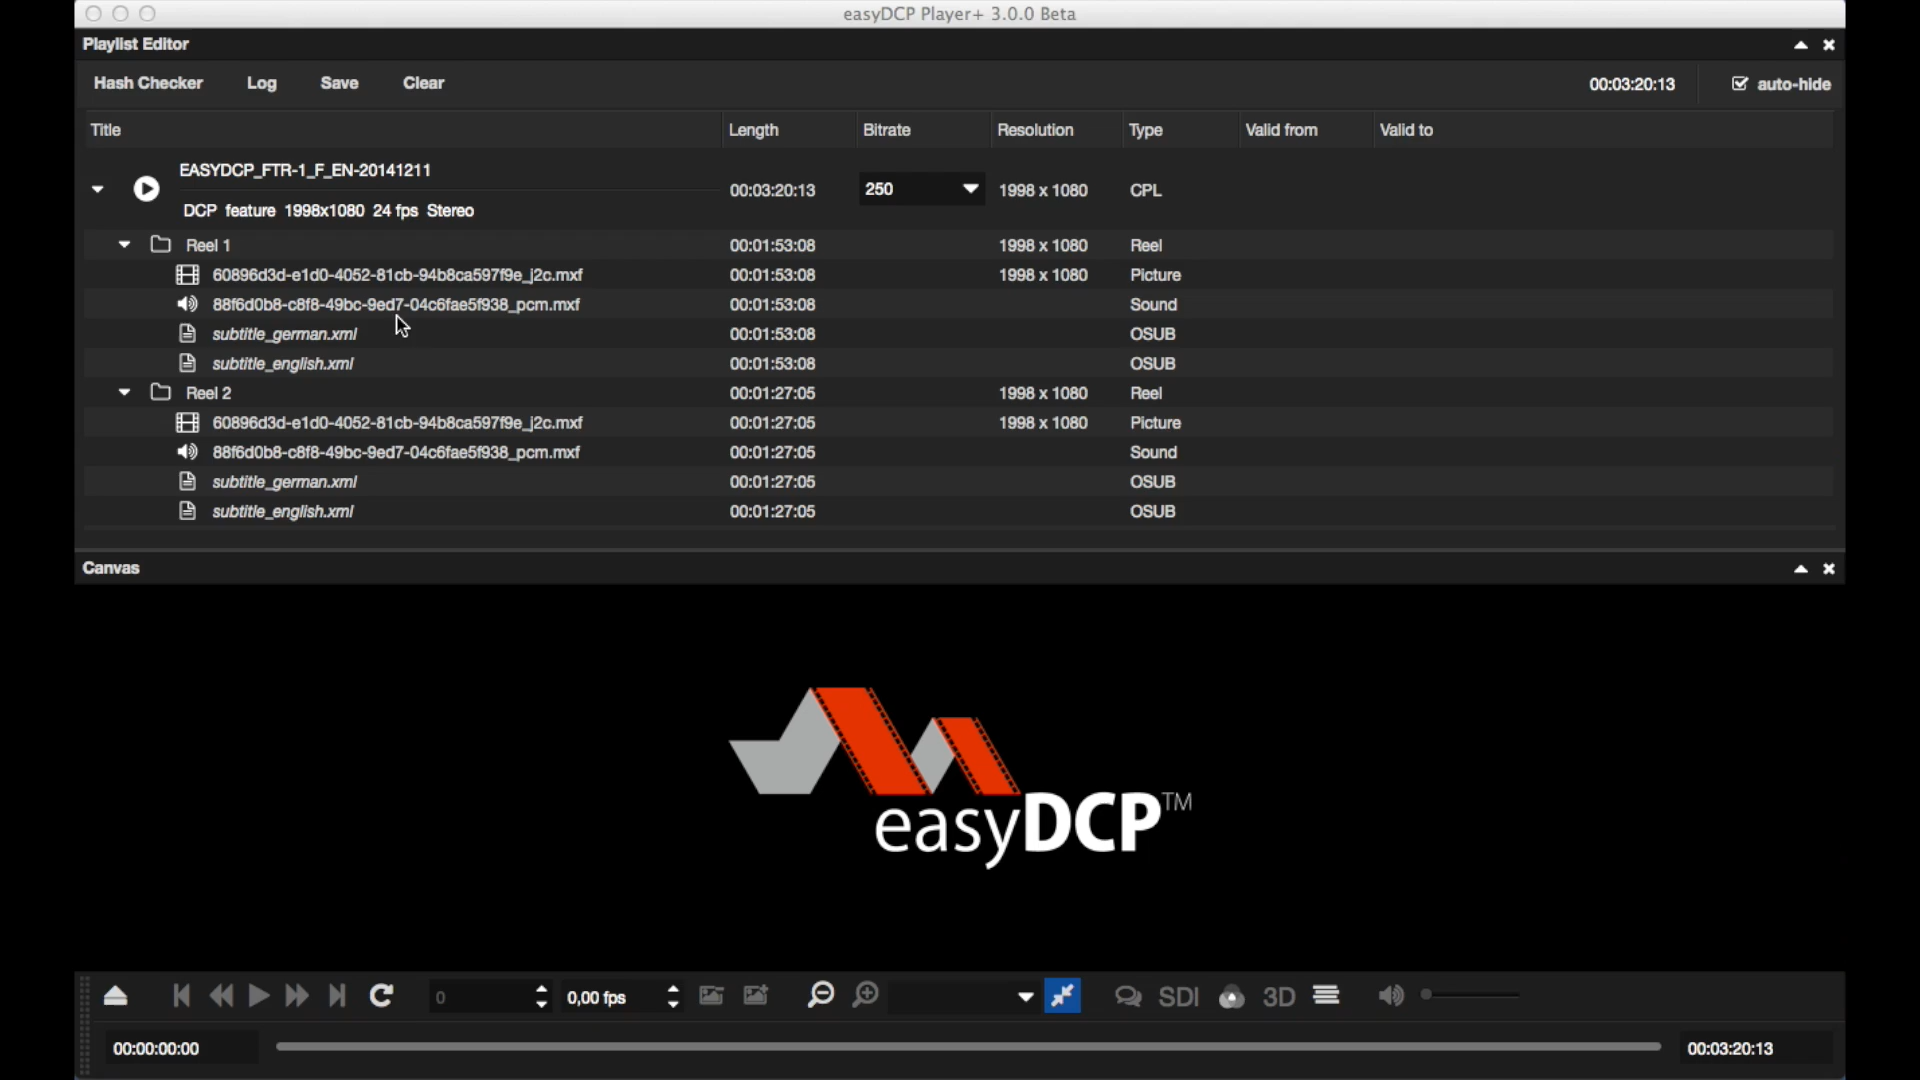 easyDCP Player+ 3.0.0 Beta
Playlist Editor
Hash Checker Log Save Clear 00:03:20:13 auto-hide
Title Length Bitrate Resolution Type Valid from Valid to
EASYDCP_FTR-1_F_EN-20141211
00:03:20:13 250 1998 x 1080 CPL
DCP feature 1998x1080 24 fps Stereo
Reel 1 00:01:53:08 1998 x 1080 Reel
60896d3d-e1d0-4052-81cb-94b8ca597f9e_j2c.mxf 00:01:53:08 1998 x 1080 Picture
88f6d0b8-c8f8-49bc-9ed7-04c6fae5f938_pcm.mxf 00:01:53:08 Sound
subtitle_german.xml 00:01:53:08 OSUB
subtitle_english.xml 00:01:53:08 OSUB
Reel 2 00:01:27:05 1998 x 1080 Reel
60896d3d-e1d0-4052-81cb-94b8ca597f9e_j2c.mxf 00:01:27:05 1998 x 1080 Picture
88f6d0b8-c8f8-49bc-9ed7-04c6fae5f938_pcm.mxf 00:01:27:05 Sound
subtitle_german.xml 00:01:27:05 OSUB
subtitle_english.xml 00:01:27:05 OSUB
Canvas
easyDCP™
0 0,00 fps SDI 3D
00:00:00:00 00:03:20:13